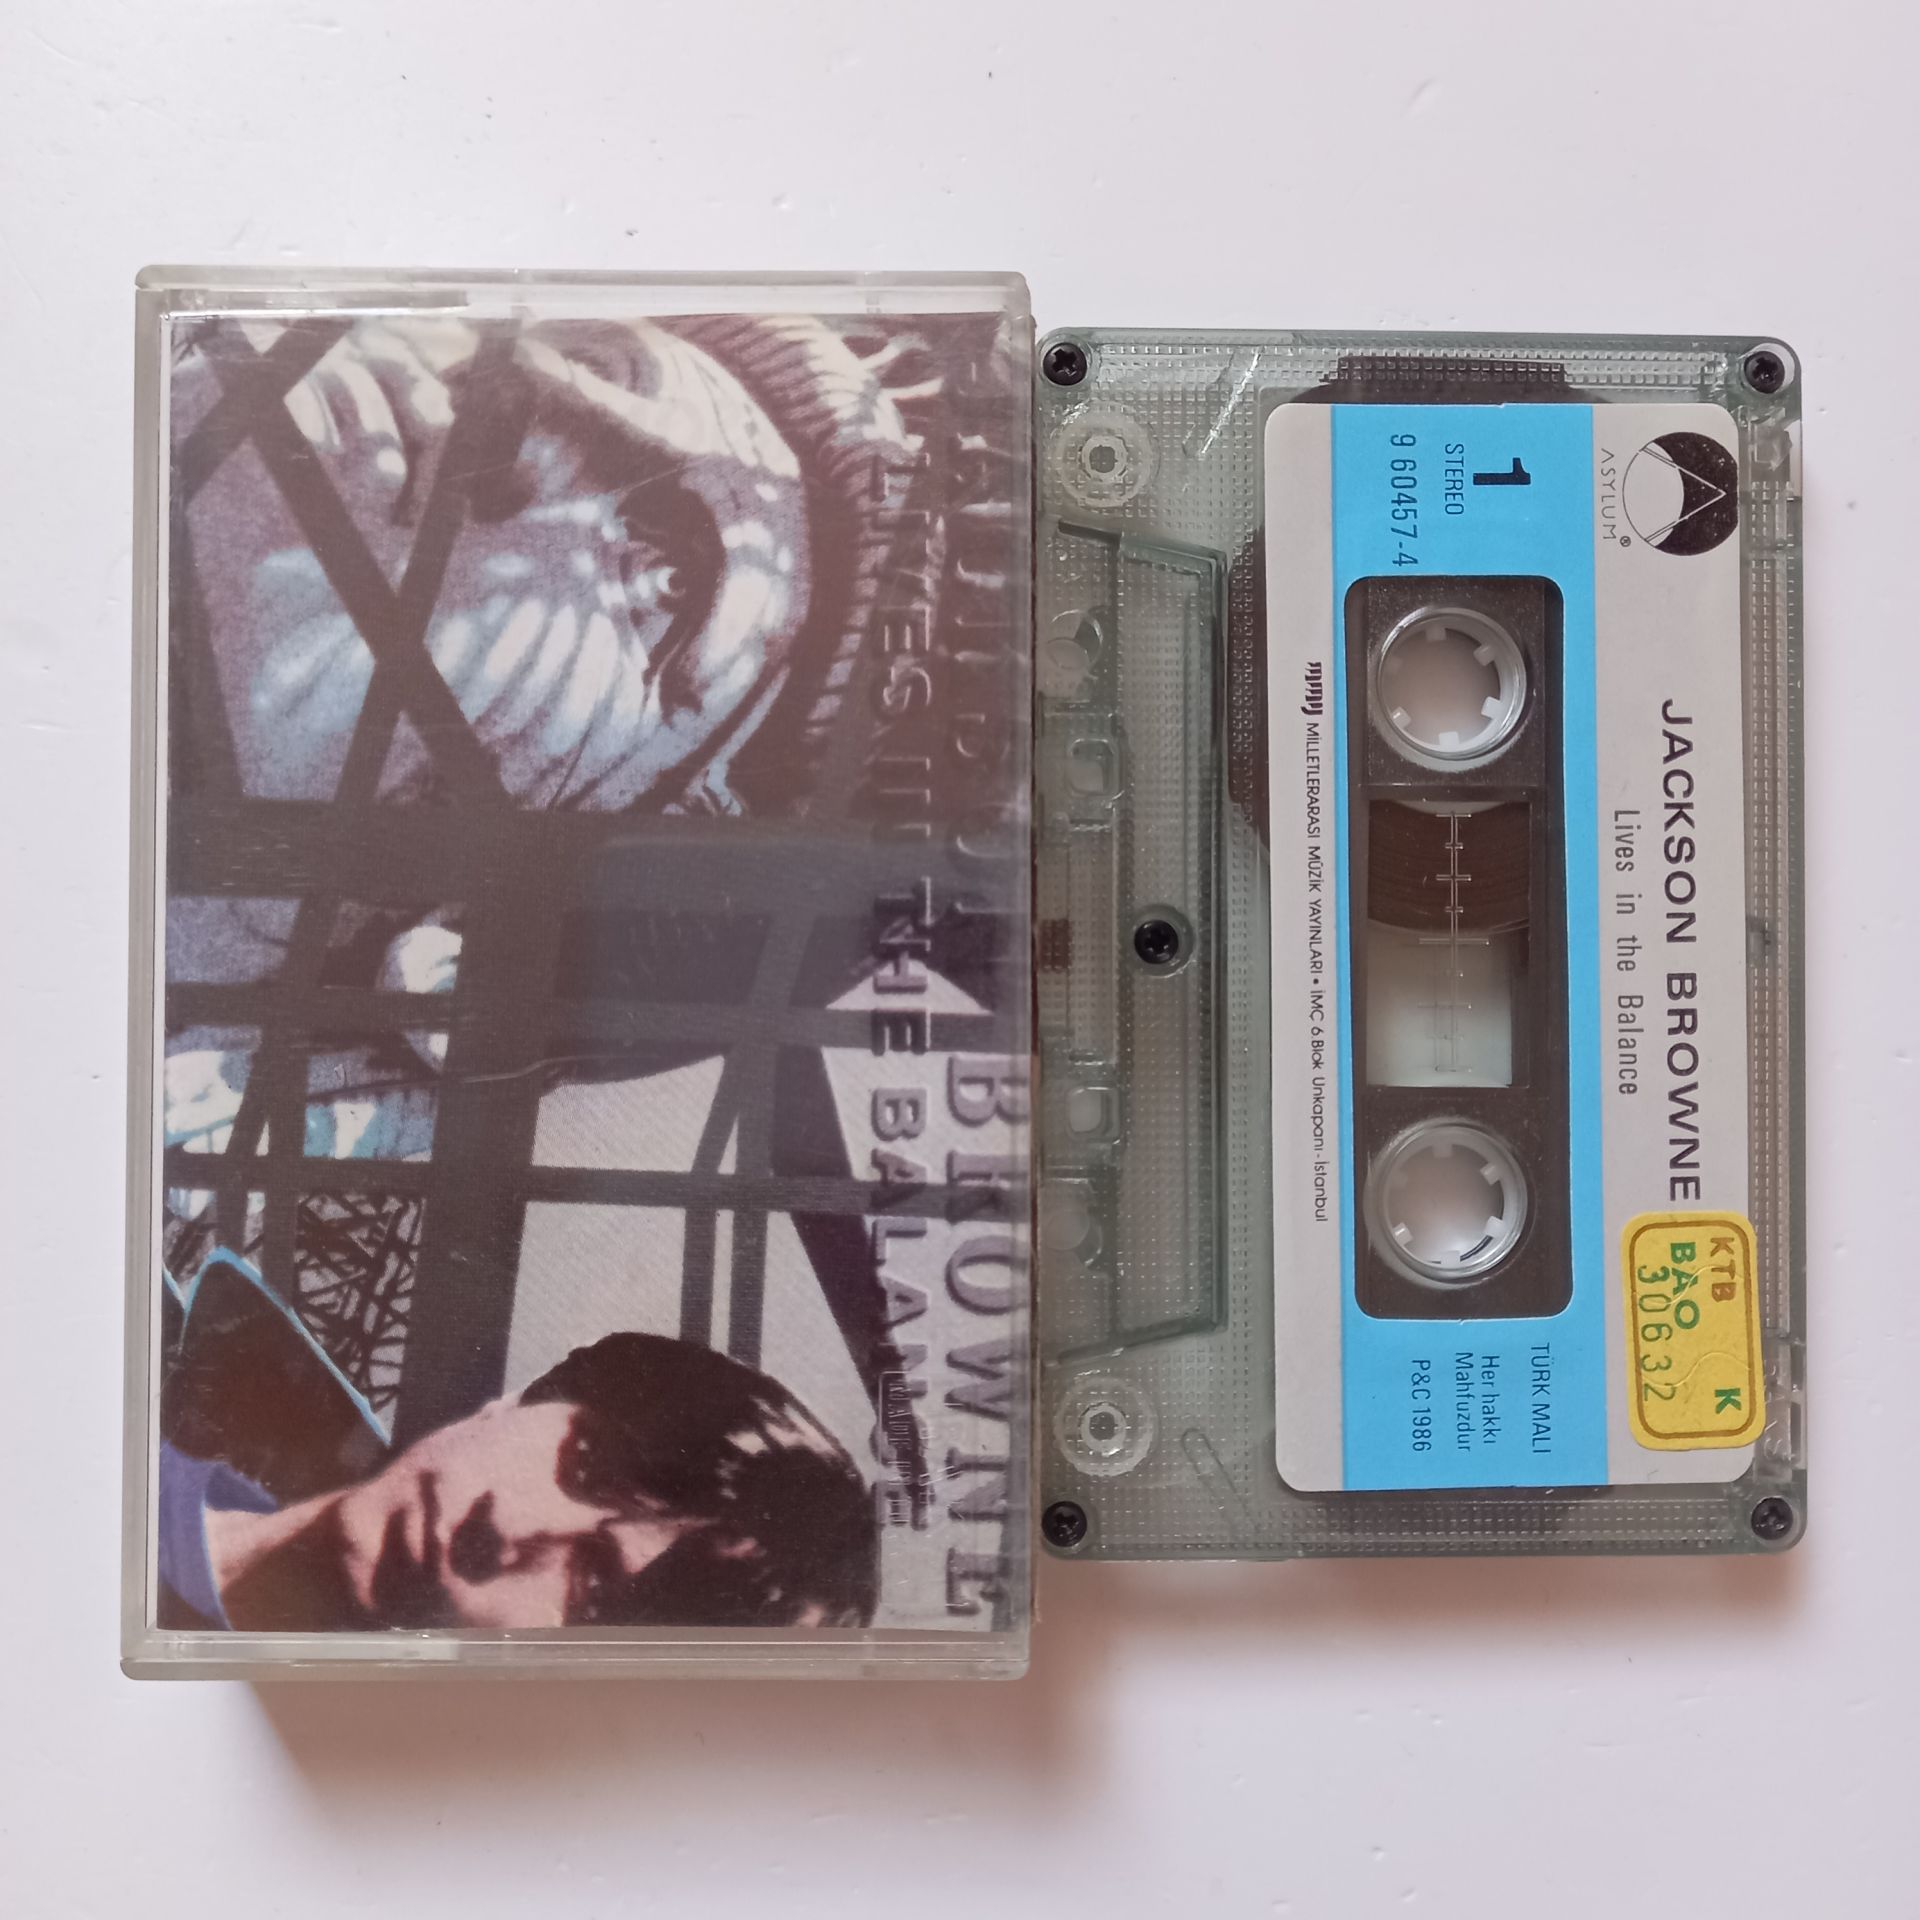 BROWNE
LIVES IN THE BALANCE
ASYLUM®
JACKSON BROWNE
Lives in the Balance
1
STEREO
9 60457-4
TÜRK MALI
Her hakkı
Mahfuzdur
P&C 1986
MİLLETLERARASI MÜZİK YAYINLARI • İMÇ 6.Blok Unkapanı - İstanbul
KTB K
BAO
30632